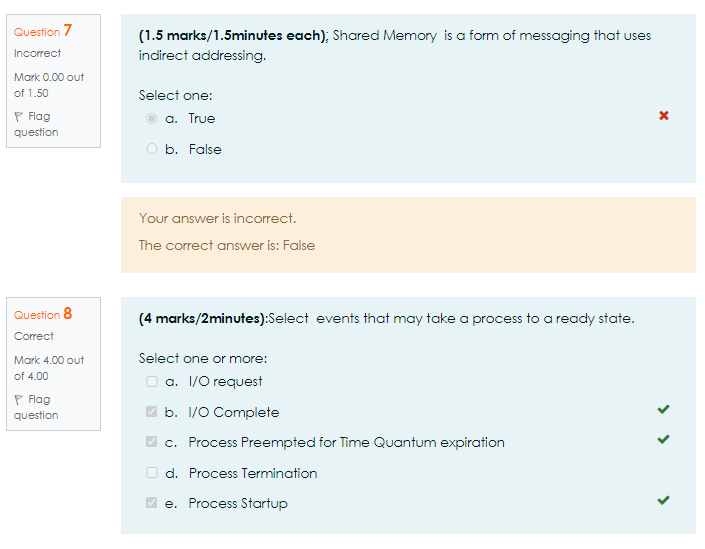 Question 7
Incorrect
Mark 0.00 out
of 1.50
Flag
question
(1.5 marks/1.5minutes each); Shared Memory is a form of messaging that uses
indirect addressing.
Select one:
a. True
b. False
Your answer is incorrect.
The correct answer is: False
Question 8
Correct
Mark 4.00 out
of 4.00
Flag
question
(4 marks/2minutes):Select events that may take a process to a ready state.
Select one or more:
a. I/O request
b. I/O Complete
c. Process Preempted for Time Quantum expiration
d. Process Termination
e. Process Startup